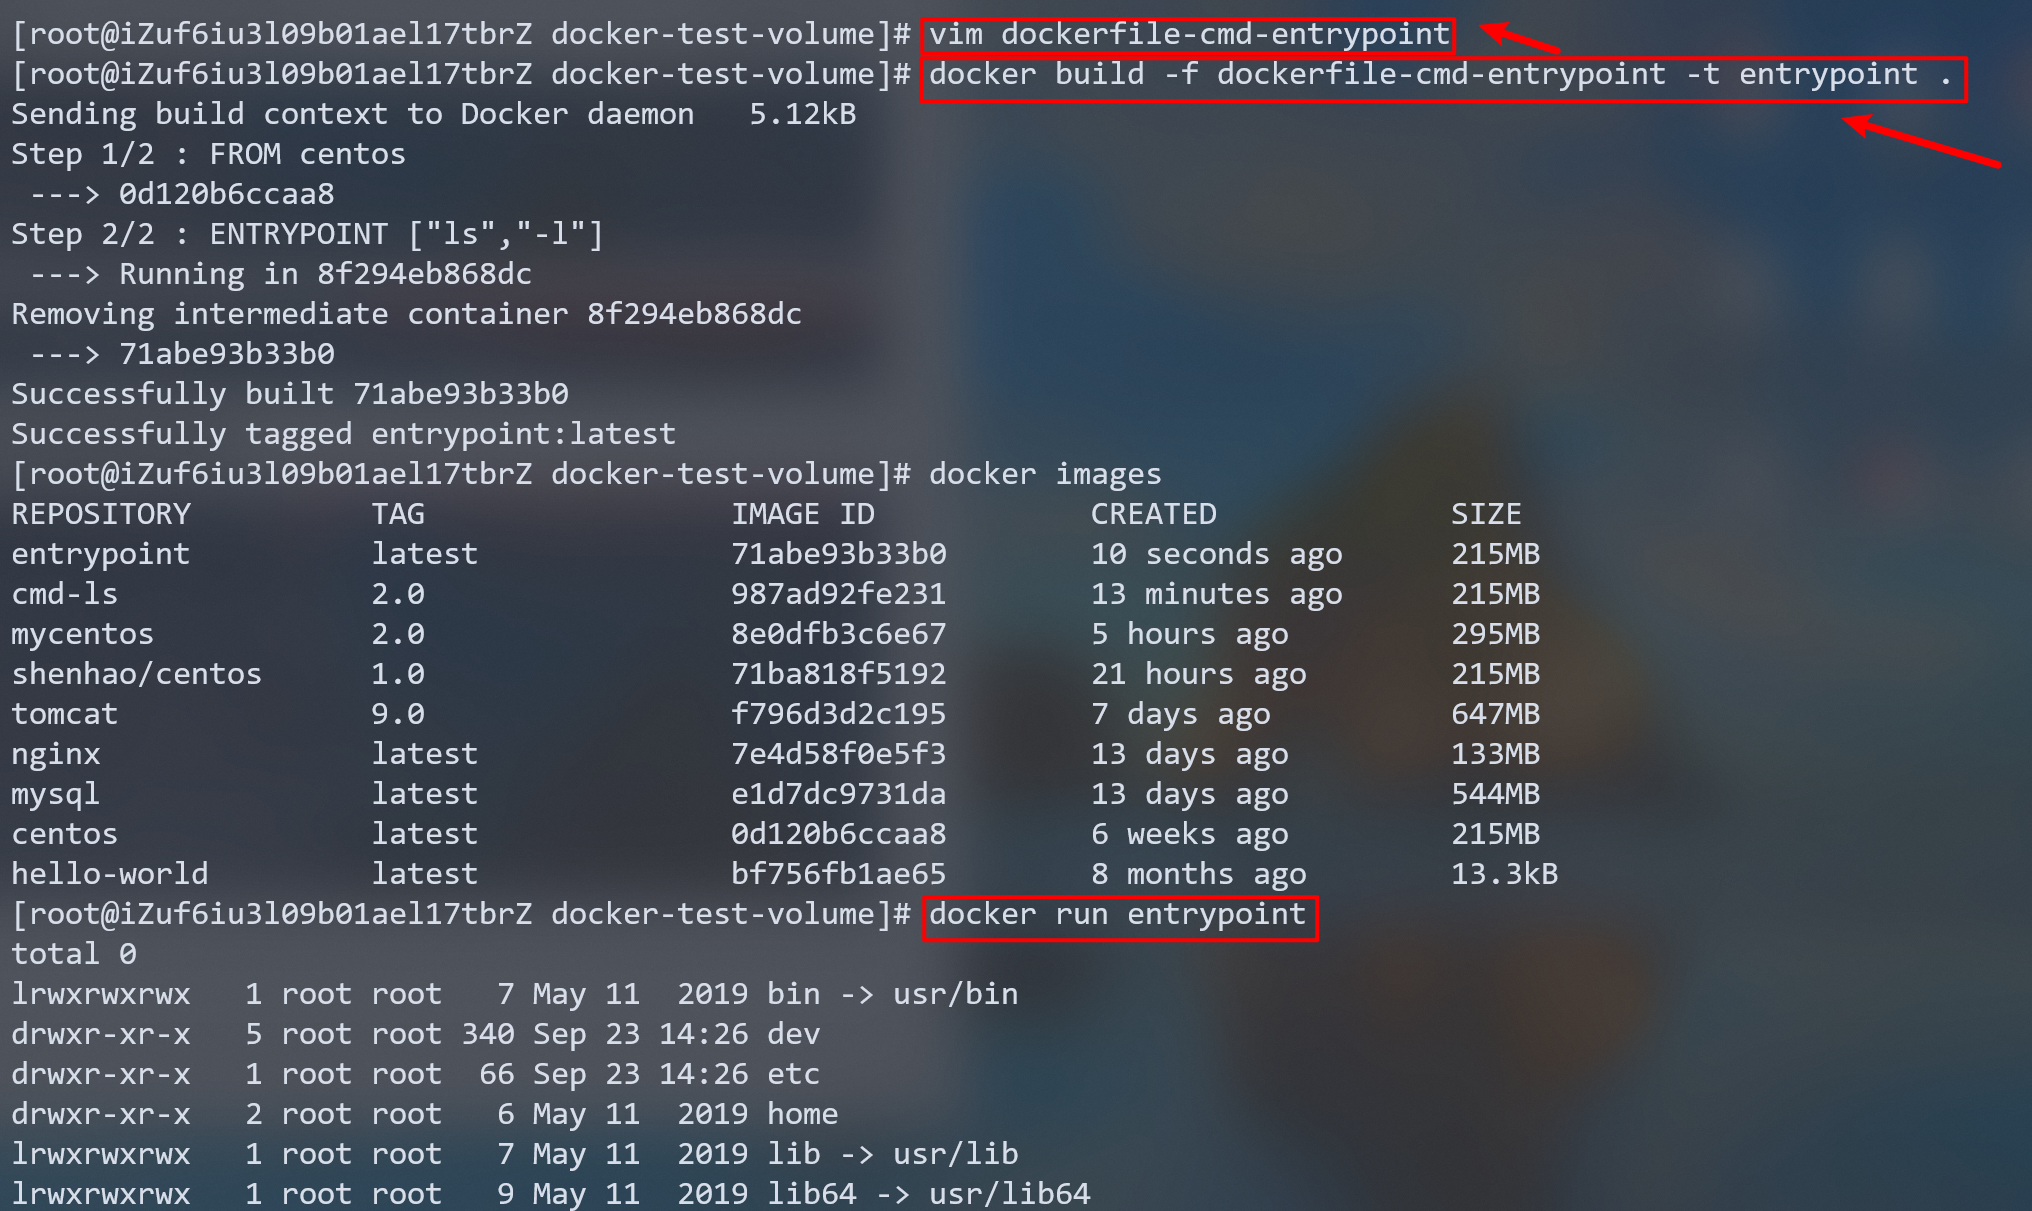 [root@iZuf6iu3l09b01ael17tbrZ docker-test-volume]# vim dockerfile-cmd-entrypoint
[root@iZuf6iu3l09b01ael17tbrZ docker-test-volume]# docker build -f dockerfile-cmd-entrypoint -t entrypoint .
Sending build context to Docker daemon   5.12kB
Step 1/2 : FROM centos
 ---> 0d120b6ccaa8
Step 2/2 : ENTRYPOINT ["ls","-l"]
 ---> Running in 8f294eb868dc
Removing intermediate container 8f294eb868dc
 ---> 71abe93b33b0
Successfully built 71abe93b33b0
Successfully tagged entrypoint:latest
[root@iZuf6iu3l09b01ael17tbrZ docker-test-volume]# docker images
REPOSITORY          TAG                 IMAGE ID            CREATED             SIZE
entrypoint          latest              71abe93b33b0        10 seconds ago      215MB
cmd-ls              2.0                 987ad92fe231        13 minutes ago      215MB
mycentos            2.0                 8e0dfb3c6e67        5 hours ago         295MB
shenhao/centos      1.0                 71ba818f5192        21 hours ago        215MB
tomcat              9.0                 f796d3d2c195        7 days ago          647MB
nginx               latest              7e4d58f0e5f3        13 days ago         133MB
mysql               latest              e1d7dc9731da        13 days ago         544MB
centos              latest              0d120b6ccaa8        6 weeks ago         215MB
hello-world         latest              bf756fb1ae65        8 months ago        13.3kB
[root@iZuf6iu3l09b01ael17tbrZ docker-test-volume]# docker run entrypoint
total 0
lrwxrwxrwx   1 root root   7 May 11  2019 bin -> usr/bin
drwxr-xr-x   5 root root 340 Sep 23 14:26 dev
drwxr-xr-x   1 root root  66 Sep 23 14:26 etc
drwxr-xr-x   2 root root   6 May 11  2019 home
lrwxrwxrwx   1 root root   7 May 11  2019 lib -> usr/lib
lrwxrwxrwx   1 root root   9 May 11  2019 lib64 -> usr/lib64